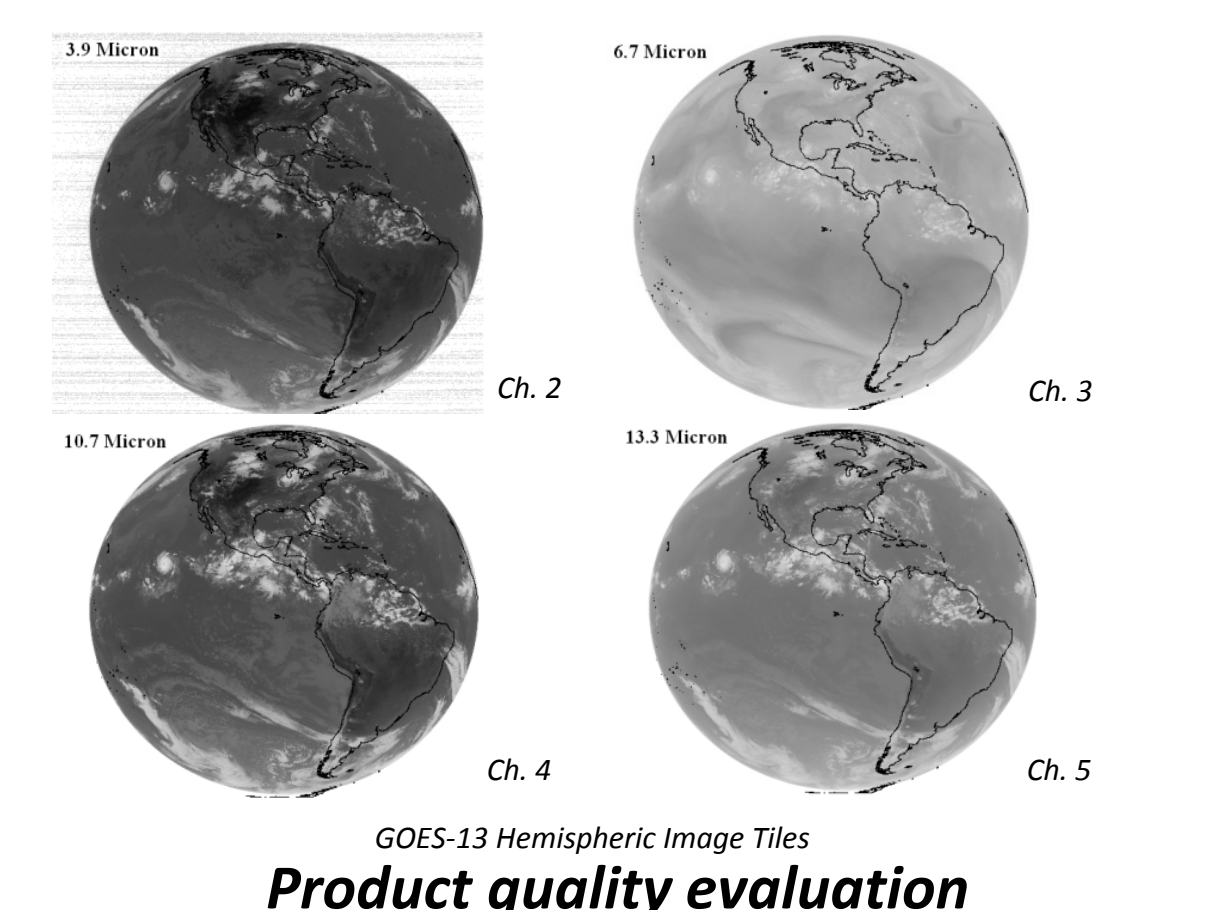 3.9 Micron
6.7 Micron
Ch. 2
Ch. 3
10.7 Micron
13.3 Micron
Ch. 4
Ch. 5
GOES-13 Hemispheric Image Tiles
Product quality evaluation